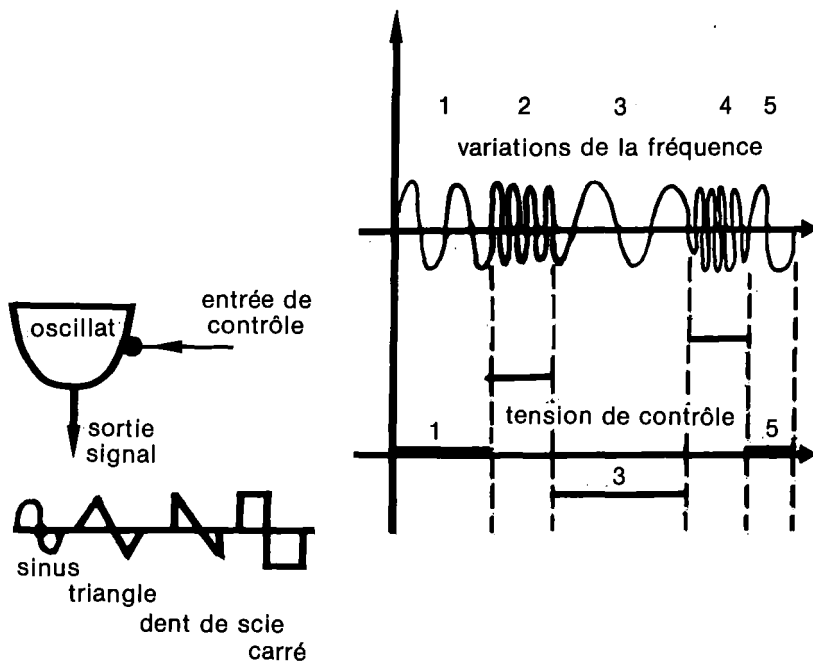 1 2 3 4 5
variations de la fréquence
entrée de
contrôle
oscillat
sortie
signal
tension de contrôle
1
5
3
sinus
triangle
dent de scie
carré